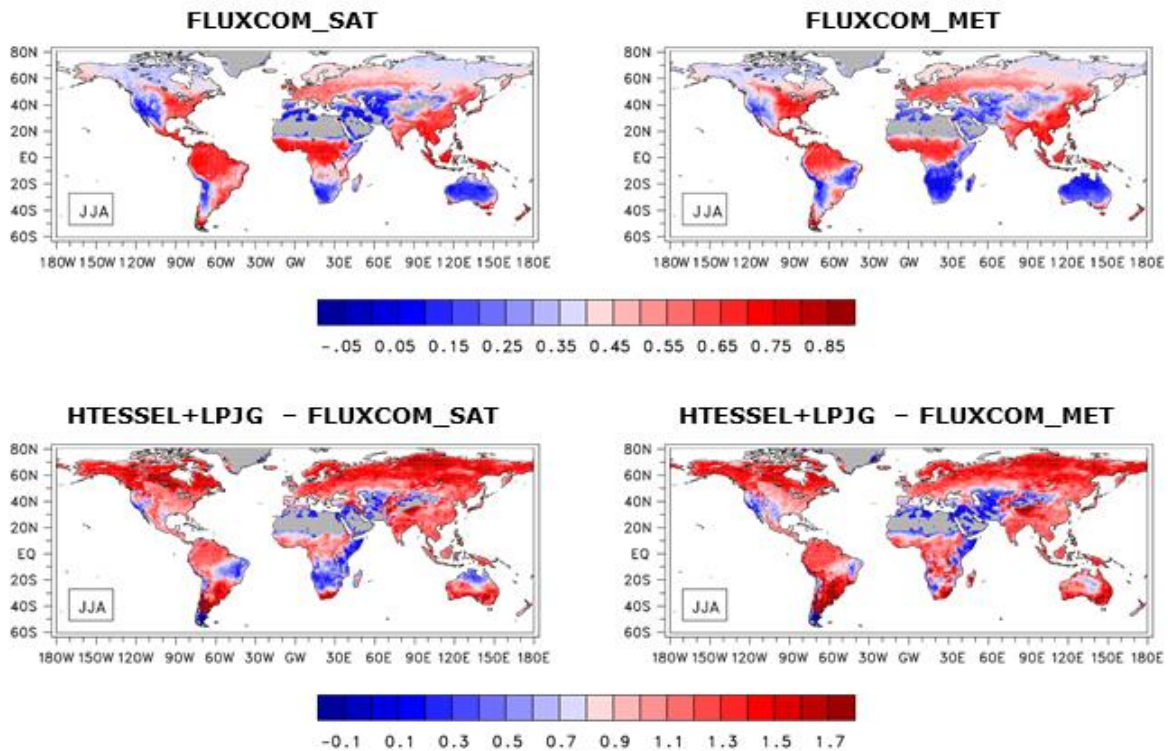 FLUXCOM_SAT
FLUXCOM_MET
80N
60N
40N
20N
EQ
20S
40S
60S
JJA
180W 150W 120W 90W 60W 30W GW 30E 60E 90E 120E 150E 180E
80N
60N
40N
20N
EQ
20S
40S
60S
JJA
180W 150W 120W 90W 60W 30W GW 30E 60E 90E 120E 150E 180E
-.05 0.05 0.15 0.25 0.35 0.45 0.55 0.65 0.75 0.85
HTESSEL+LPJG - FLUXCOM_SAT
HTESSEL+LPJG - FLUXCOM_MET
80N
60N
40N
20N
EQ
20S
40S
60S
JJA
180W 150W 120W 90W 60W 30W GW 30E 60E 90E 120E 150E 180E
80N
60N
40N
20N
EQ
20S
40S
60S
JJA
180W 150W 120W 90W 60W 30W GW 30E 60E 90E 120E 150E 180E
-0.1 0.1 0.3 0.5 0.7 0.9 1.1 1.3 1.5 1.7